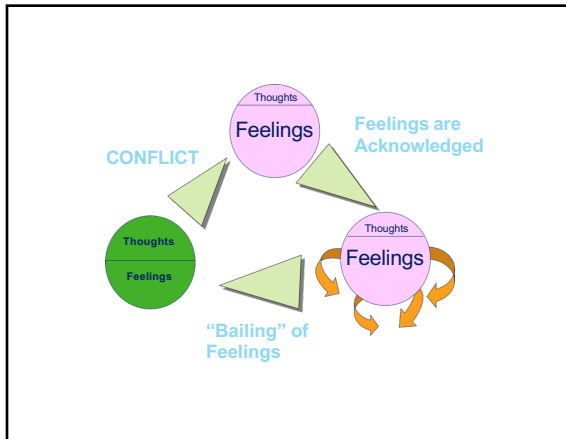 Thoughts
Feelings
Feelings are
Acknowledged
CONFLICT
Thoughts
Feelings
Thoughts
Feelings
“Bailing” of
Feelings